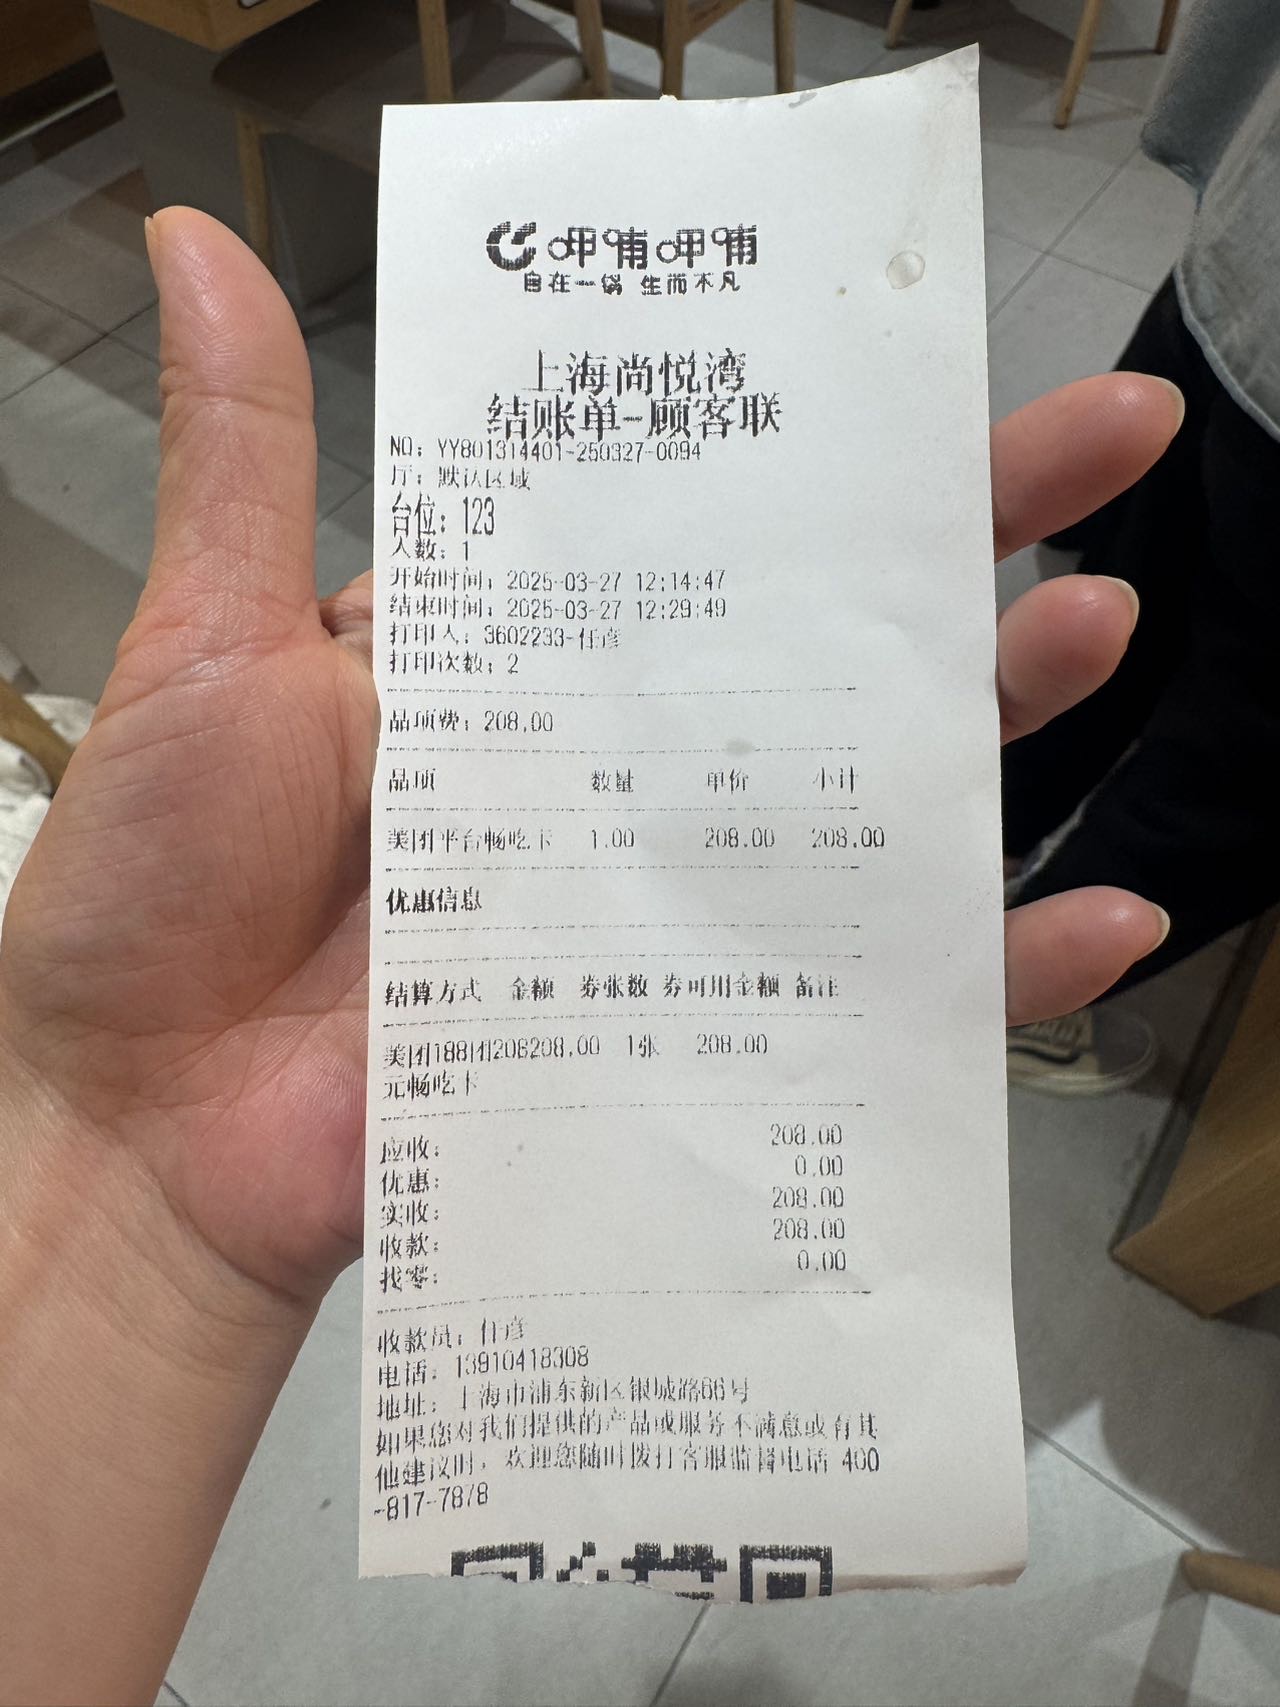 呷哺呷哺
自在一锅 生而不凡
上海尚悦湾
结账单-顾客联
NO: YY801314401-250327-0094
厅: 默认区域
台位: 123
人数: 1
开始时间: 2025-03-27 12:14:47
结束时间: 2025-03-27 12:29:49
打印人: 3602233-任彦
打印次数: 2
品项费: 208.00
品项 数量 单价 小计
美团平台畅吃卡 1.00 208.00 208.00
优惠信息
结算方式 金额 券张数 券可用金额 备注
美团188团208208.00 1张 208.00
元畅吃卡
应收: 208.00
优惠: 0.00
实收: 208.00
收款: 208.00
找零: 0.00
收款员: 任彦
电话: 13910418308
地址: 上海市浦东新区银城路66号
如果您对我们提供的产品或服务不满意或有其
他建议时, 欢迎您随时拨打客服监督电话 400
-817-7878